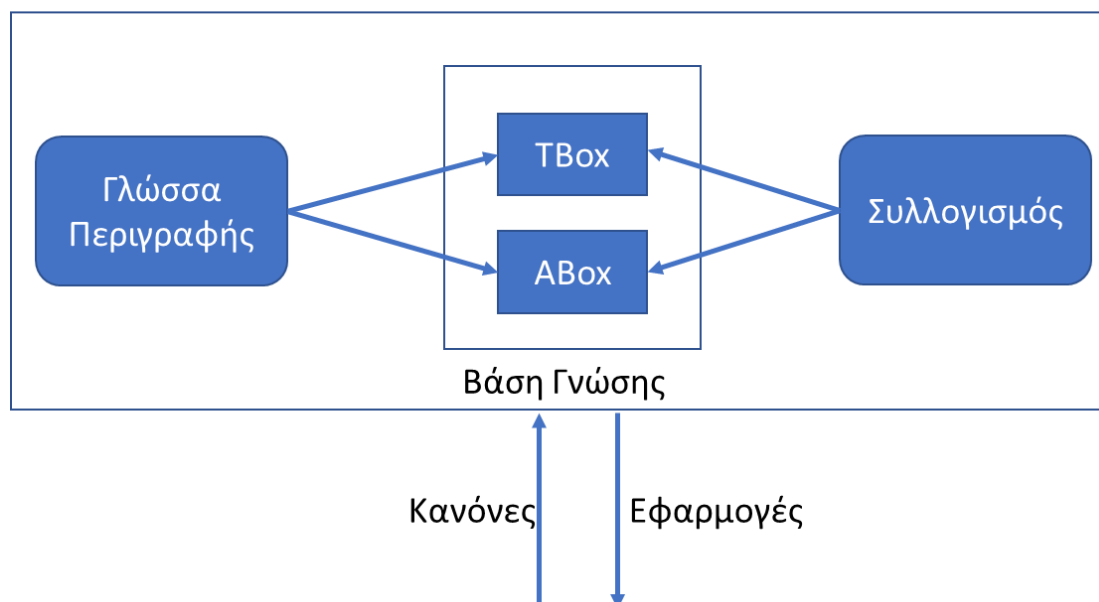 Γλώσσα
Περιγραφής
TBox
ABox
Συλλογισμός
Βάση Γνώσης
Κανόνες
Εφαρμογές